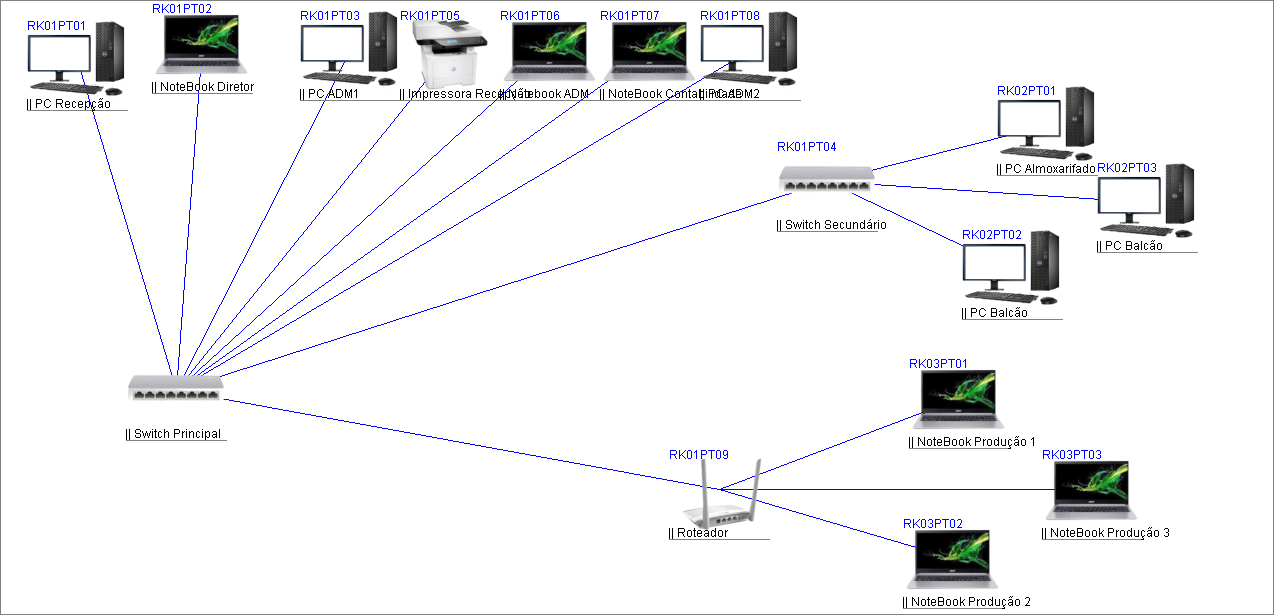 RK01PT01
|| PC Recepção
RK01PT02
|| NoteBook Diretor
RK01PT03
|| PC ADM1
RK01PT05
|| Impressora Recepção
RK01PT06
|| Notebook ADM
RK01PT07
|| NoteBook Contabilidade
RK01PT08
|| PC ADM2
RK02PT01
|| PC Almoxarifado
RK01PT04
|| Switch Secundário
RK02PT03
|| PC Balcão
RK02PT02
|| PC Balcão
|| Switch Principal
RK03PT01
|| NoteBook Produção 1
RK01PT09
|| Roteador
RK03PT03
|| NoteBook Produção 3
RK03PT02
|| NoteBook Produção 2